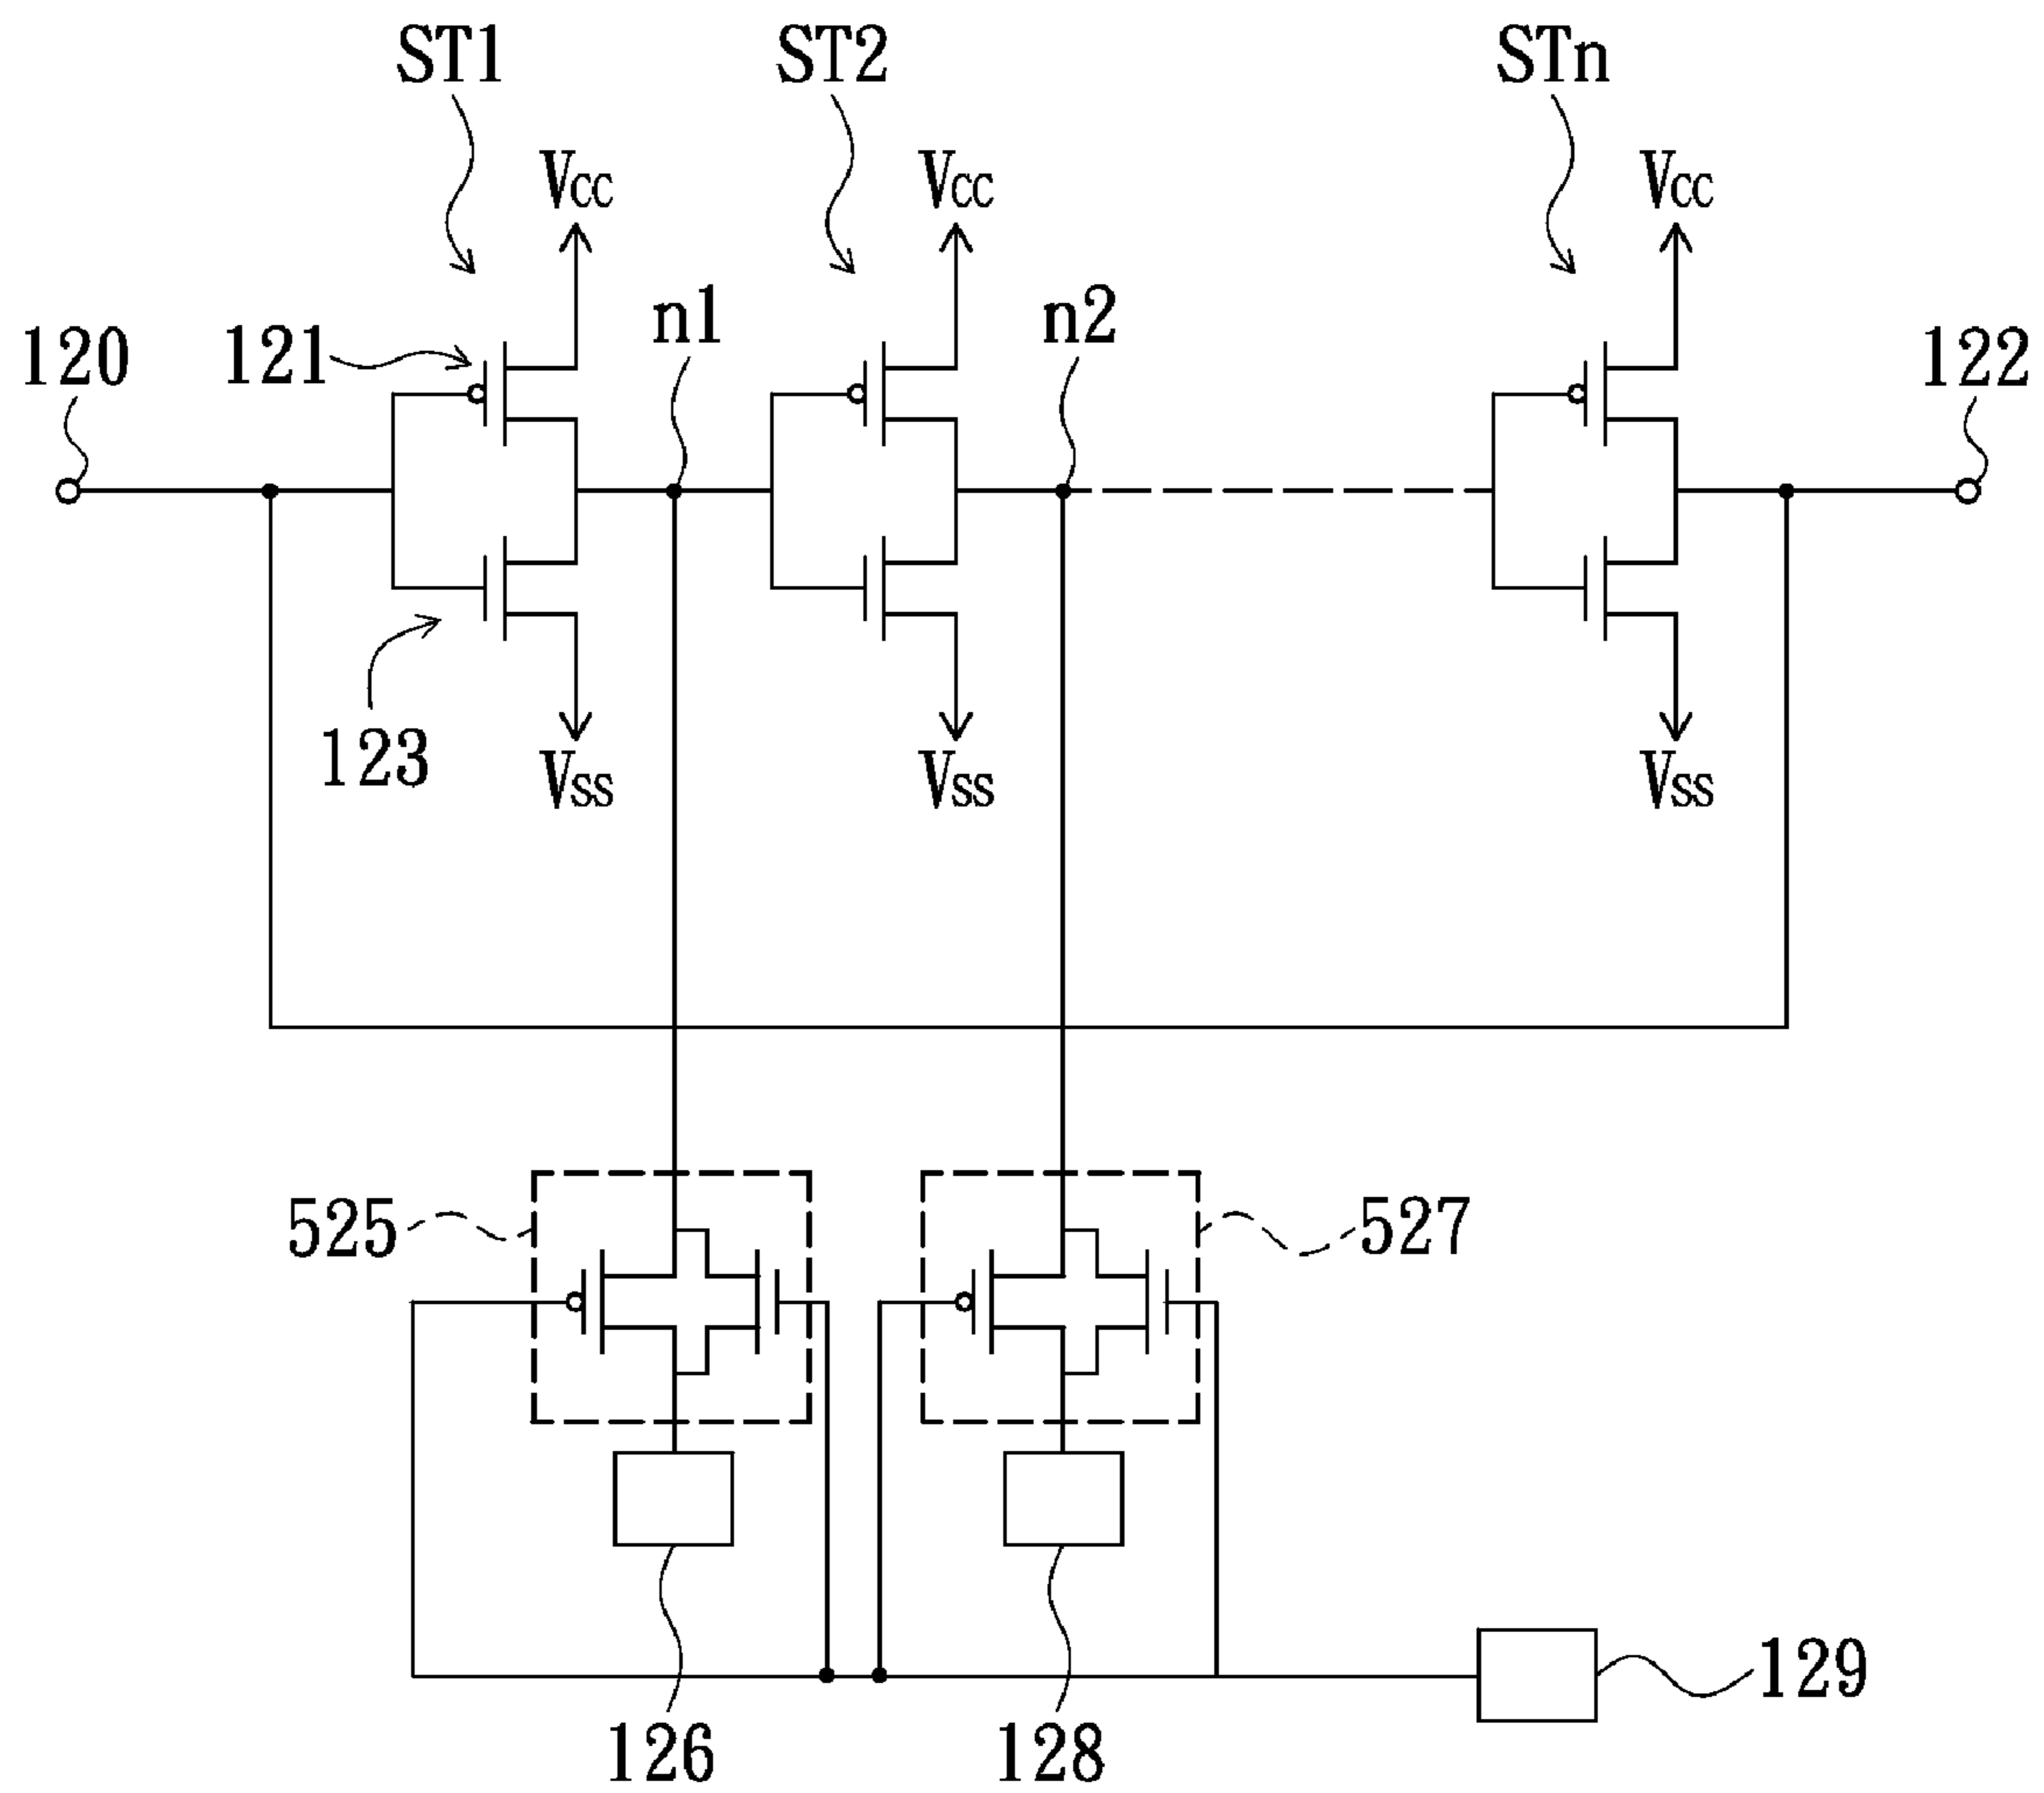 ST1 ST2 STn
VCC VCC VCC
n1 n2
120 121 122
123
VSS VSS VSS
525 527
129
126 128